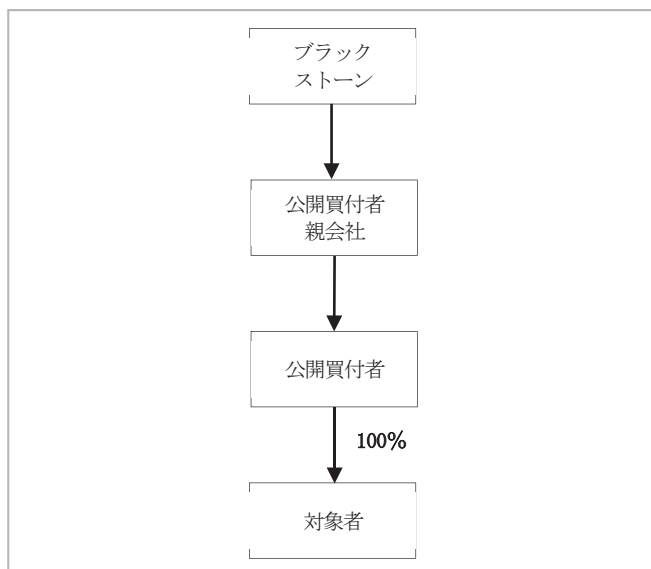 ブラック
ストーン
公開買付者
親会社
公開買付者
100%
対象者